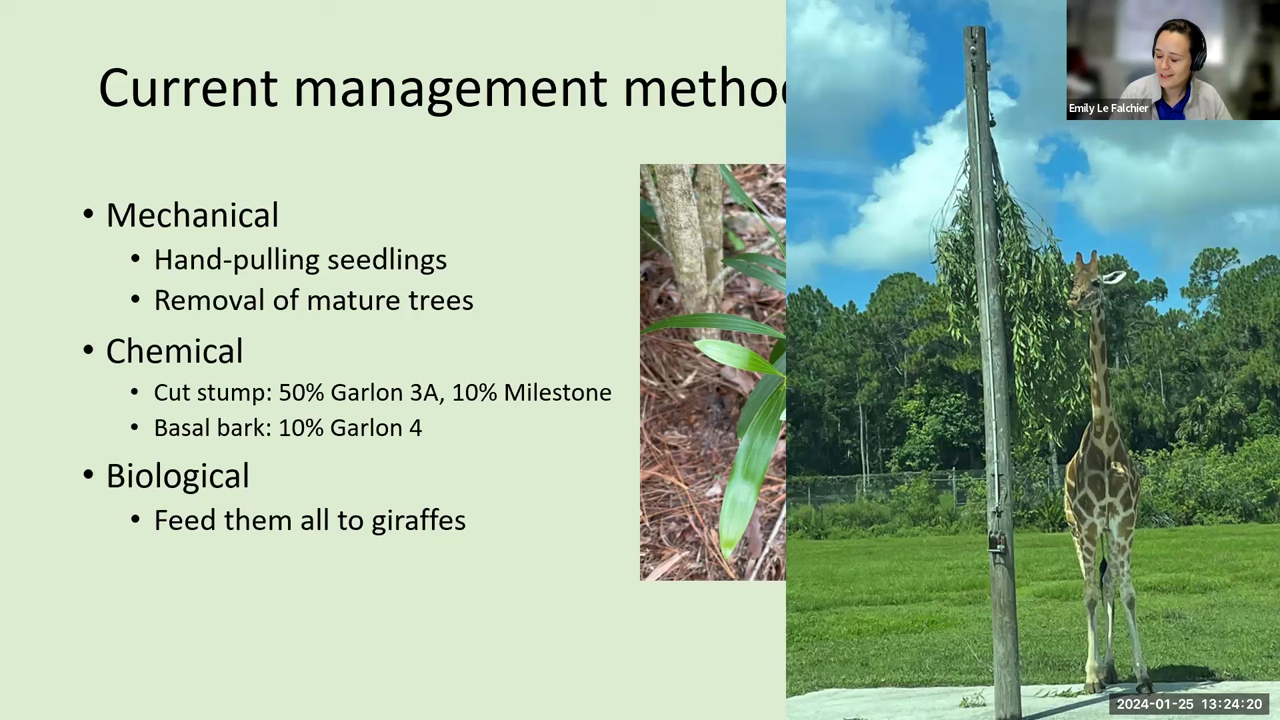 Current management metho
Emily Le Falchier
• Mechanical
• Hand-pulling seedlings
• Removal of mature trees
• Chemical
• Cut stump: 50% Garlon 3A, 10% Milestone
• Basal bark: 10% Garlon 4
• Biological
• Feed them all to giraffes
2024-01-25 13:24:20